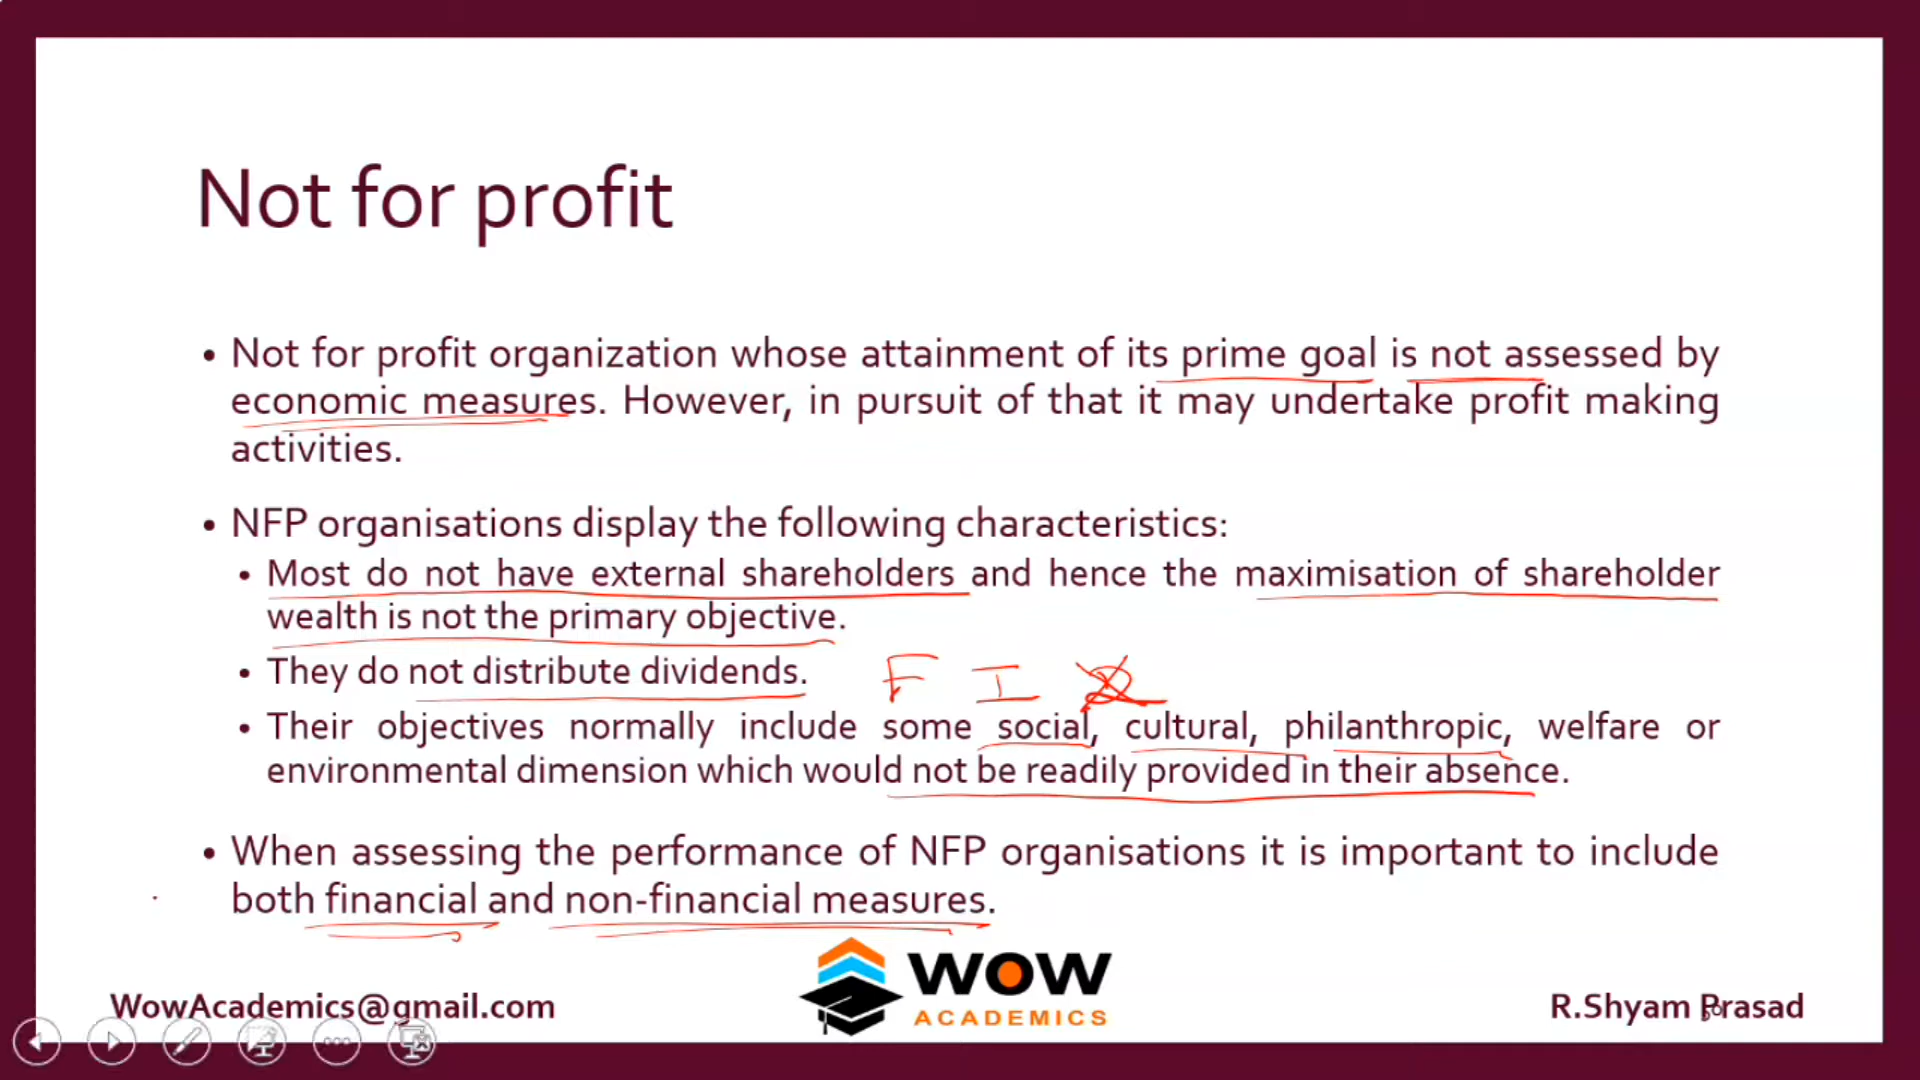 Not for profit
• Not for profit organization whose attainment of its prime goal is not assessed by
economic measures. However, in pursuit of that it may undertake profit making
activities.
• NFP organisations display the following characteristics:
• Most do not have external shareholders and hence the maximisation of shareholder
wealth is not the primary objective.
• They do not distribute dividends.
F I
• Their objectives normally include some social, cultural, philanthropic, welfare or
environmental dimension which would not be readily provided in their absence.
• When assessing the performance of NFP organisations it is important to include
both financial and non-financial measures.
WOW
ACADEMICS
WowAcademics@gmail.com
R.Shyam Prasad